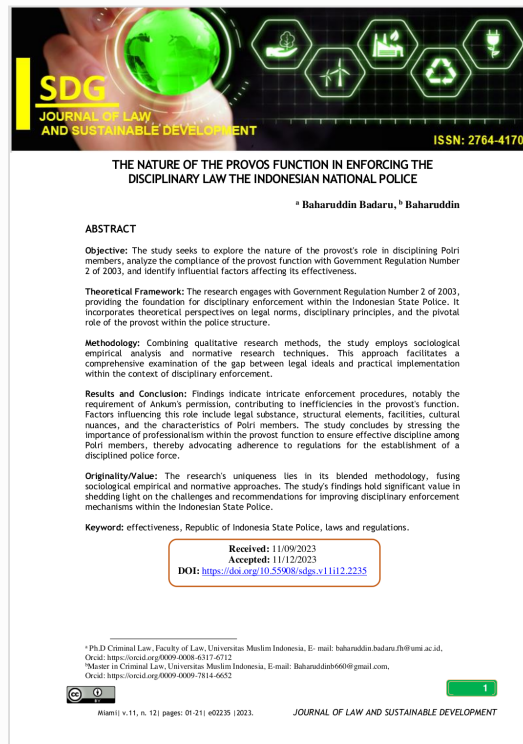 SDG
JOURNAL OF LAW
AND SUSTAINABLE DEVELOPMENT
ISSN: 2764-4170
THE NATURE OF THE PROVOS FUNCTION IN ENFORCING THE
DISCIPLINARY LAW THE INDONESIAN NATIONAL POLICE
a Baharuddin Badaru, b Baharuddin
ABSTRACT
Objective: The study seeks to explore the nature of the provost's role in disciplining Polri
members, analyze the compliance of the provost function with Government Regulation Number
2 of 2003, and identify influential factors affecting its effectiveness.
Theoretical Framework: The research engages with Government Regulation Number 2 of 2003,
providing the foundation for disciplinary enforcement within the Indonesian State Police. It
incorporates theoretical perspectives on legal norms, disciplinary principles, and the pivotal
role of the provost within the police structure.
Methodology: Combining qualitative research methods, the study employs sociological
empirical analysis and normative research techniques. This approach facilitates a
comprehensive examination of the gap between legal ideals and practical implementation
within the context of disciplinary enforcement.
Results and Conclusion: Findings indicate intricate enforcement procedures, notably the
requirement of Ankum's permission, contributing to inefficiencies in the provost's function.
Factors influencing this role include legal substance, structural elements, facilities, cultural
nuances, and the characteristics of Polri members. The study concludes by stressing the
importance of professionalism within the provost function to ensure effective discipline among
Polri members, thereby advocating adherence to regulations for the establishment of a
disciplined police force.
Originality/Value: The research's uniqueness lies in its blended methodology, fusing
sociological empirical and normative approaches. The study's findings hold significant value in
shedding light on the challenges and recommendations for improving disciplinary enforcement
mechanisms within the Indonesian State Police.
Keyword: effectiveness, Republic of Indonesia State Police, laws and regulations.
Received: 11/09/2023
Accepted: 11/12/2023
DOI: https://doi.org/10.55908/sdgs.v11i12.2235
a Ph.D Criminal Law, Faculty of Law, Universitas Muslim Indonesia, E- mail: baharuddin.badaru.fh@umi.ac.id,
Orcid: https://orcid.org/0009-0008-6317-6712
b Master in Criminal Law, Universitas Muslim Indonesia, E-mail: Baharuddinb660@gmail.com,
Orcid: https://orcid.org/0009-0009-7814-6652
cc BY
1
Miami| v.11, n. 12| pages: 01-21| e02235 |2023.
JOURNAL OF LAW AND SUSTAINABLE DEVELOPMENT